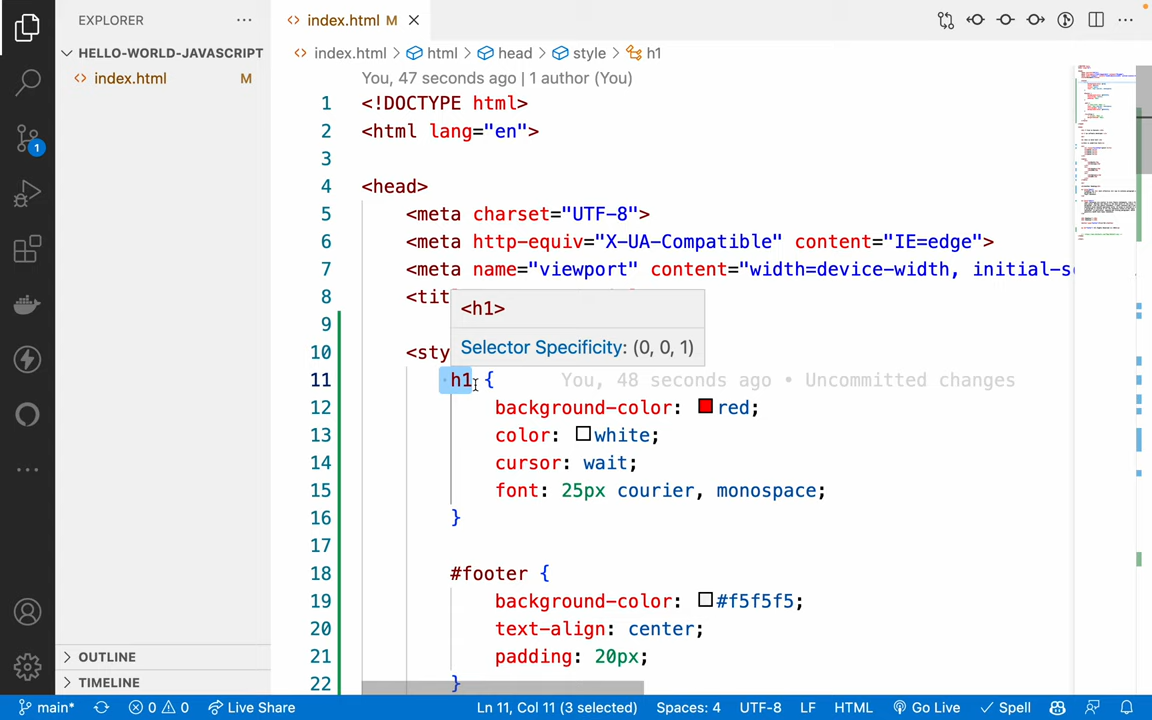 EXPLORER
HELLO-WORLD-JAVASCRIPT
<> index.html M
OUTLINE
TIMELINE
1
<> index.html M
<> index.html > html > head > style > h1
You, 47 seconds ago | 1 author (You)
1 <!DOCTYPE html>
2 <html lang="en">
3
4 <head>
5 <meta charset="UTF-8">
6 <meta http-equiv="X-UA-Compatible" content="IE=edge">
7 <meta name="viewport" content="width=device-width, initial-s
8 <tit
<h1>
Selector Specificity: (0, 0, 1)
9
10 <sty
11 h1 { You, 48 seconds ago • Uncommitted changes
12 background-color: red;
13 color: white;
14 cursor: wait;
15 font: 25px courier, monospace;
16 }
17
18 #footer {
19 background-color: #f5f5f5;
20 text-align: center;
21 padding: 20px;
22 }
main* 0 0 Live Share Ln 11, Col 11 (3 selected) Spaces: 4 UTF-8 LF HTML Go Live Spell